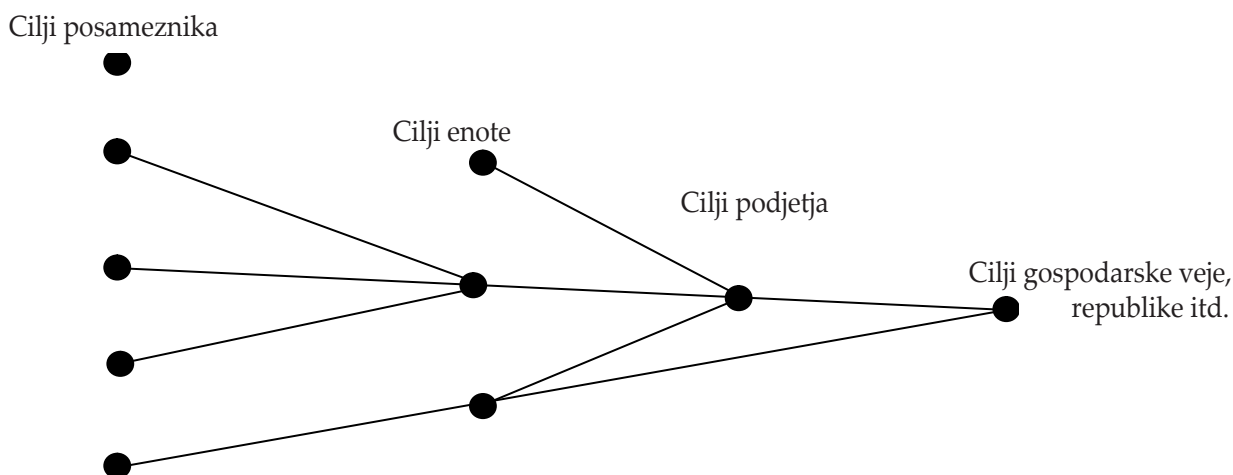 Cilji posameznika
Cilji enote
Cilji podjetja
Cilji gospodarske veje,
republike itd.